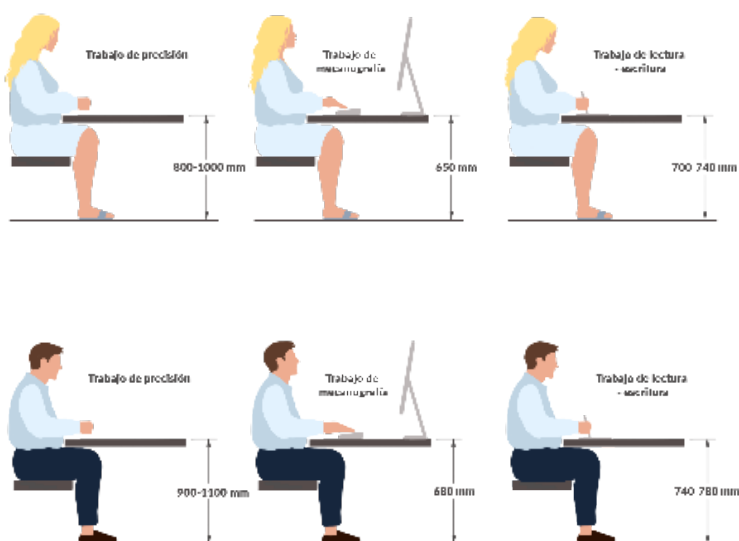 Trabajo de precisión
Trabajo de
mecanografía
Trabajo de lectura
- escritura
800-1000 mm
650 mm
700 740 mm
Trabajo de precisión
Trabajo de
mecanografía
Trabajo de lectura
- escritura
900-1100 mm
680 mm
740 780 mm